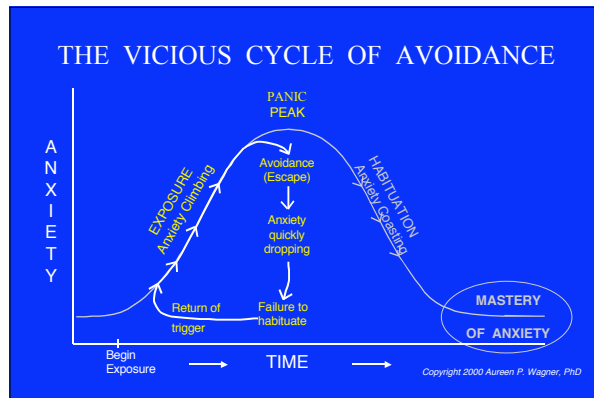 THE VICIOUS CYCLE OF AVOIDANCE
PANIC
PEAK
ANXIETY
EXPOSURE
Anxiety Climbing
Avoidance
(Escape)
Anxiety
quickly
dropping
Failure to
habituate
Return of
trigger
HABITUATION
Anxiety Coasting
MASTERY
OF ANXIETY
Begin
Exposure
TIME
Copyright 2000 Aureen P. Wagner, PhD